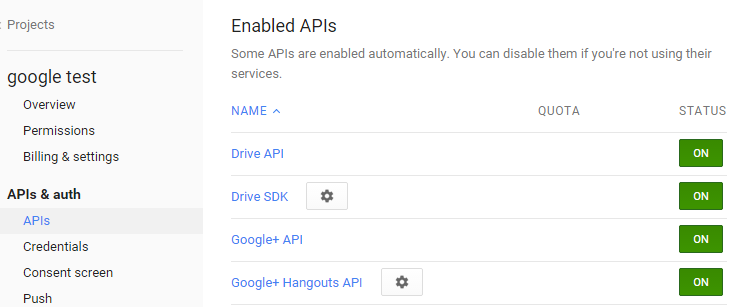 Projects
google test
Overview
Permissions
Billing & settings
APIs & auth
APIs
Credentials
Consent screen
Push
Enabled APIs
Some APIs are enabled automatically. You can disable them if you're not using their
services.
NAME QUOTA STATUS
Drive API ON
Drive SDK ON
Google+ API ON
Google+ Hangouts API ON